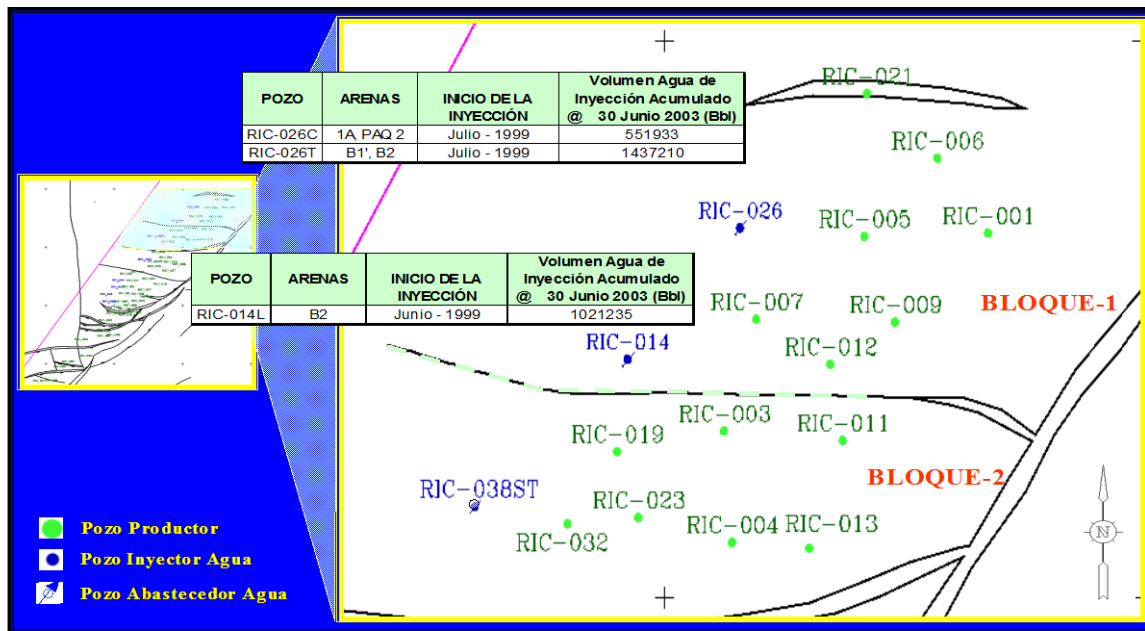 POZO ARENAS INICIO DE LA INYECCIÓN Volumen Agua de Inyección Acumulado @ 30 Junio 2003 (Bbl)
RIC-026C 1A, PAQ 2 Julio - 1999 551933
RIC-026T B1', B2 Julio - 1999 1437210
POZO ARENAS INICIO DE LA INYECCIÓN Volumen Agua de Inyección Acumulado @ 30 Junio 2003 (Bbl)
RIC-014L B2 Junio - 1999 1021235
RIC-021
RIC-006
RIC-026
RIC-005
RIC-001
RIC-007
RIC-009
BLOQUE-1
RIC-014
RIC-012
RIC-003
RIC-011
RIC-019
BLOQUE-2
RIC-038ST
RIC-023
RIC-032
RIC-004
RIC-013
N
Pozo Productor
Pozo Inyector Agua
Pozo Abastecedor Agua